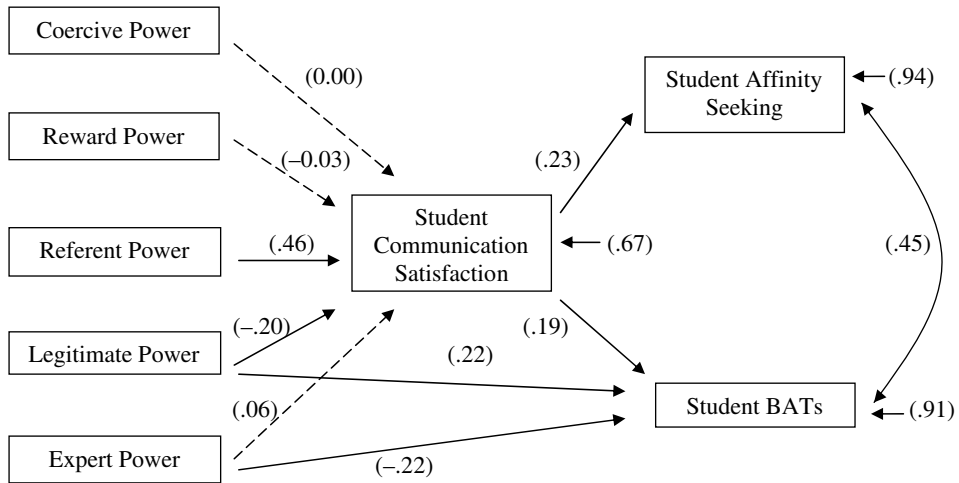 Coercive Power
(0.00)
Student Affinity
Seeking
(.94)
Reward Power
(–0.03)
(.23)
Student
Communication
Satisfaction
(.67)
Referent Power
(.46)
(.45)
Legitimate Power
(–.20)
(.19)
(.22)
Student BATs
(.91)
(.06)
Expert Power
(–.22)